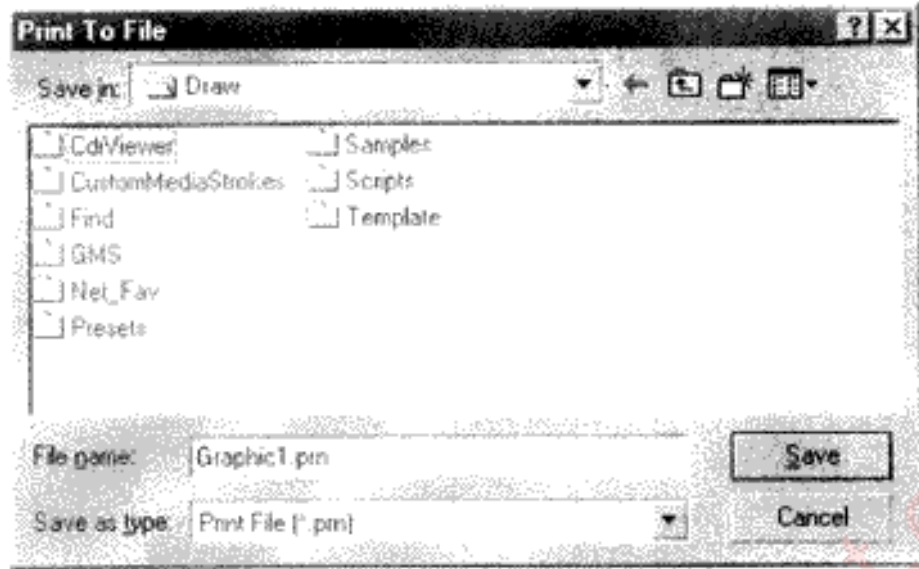 Print To File
Save in: Draw
CdrViewer
CustomMediaStrokes
Find
GMS
Net_Fav
Presets
Samples
Scripts
Template
File name: Graphic1.prn
Save
Save as type: Print File (*.prn)
Cancel